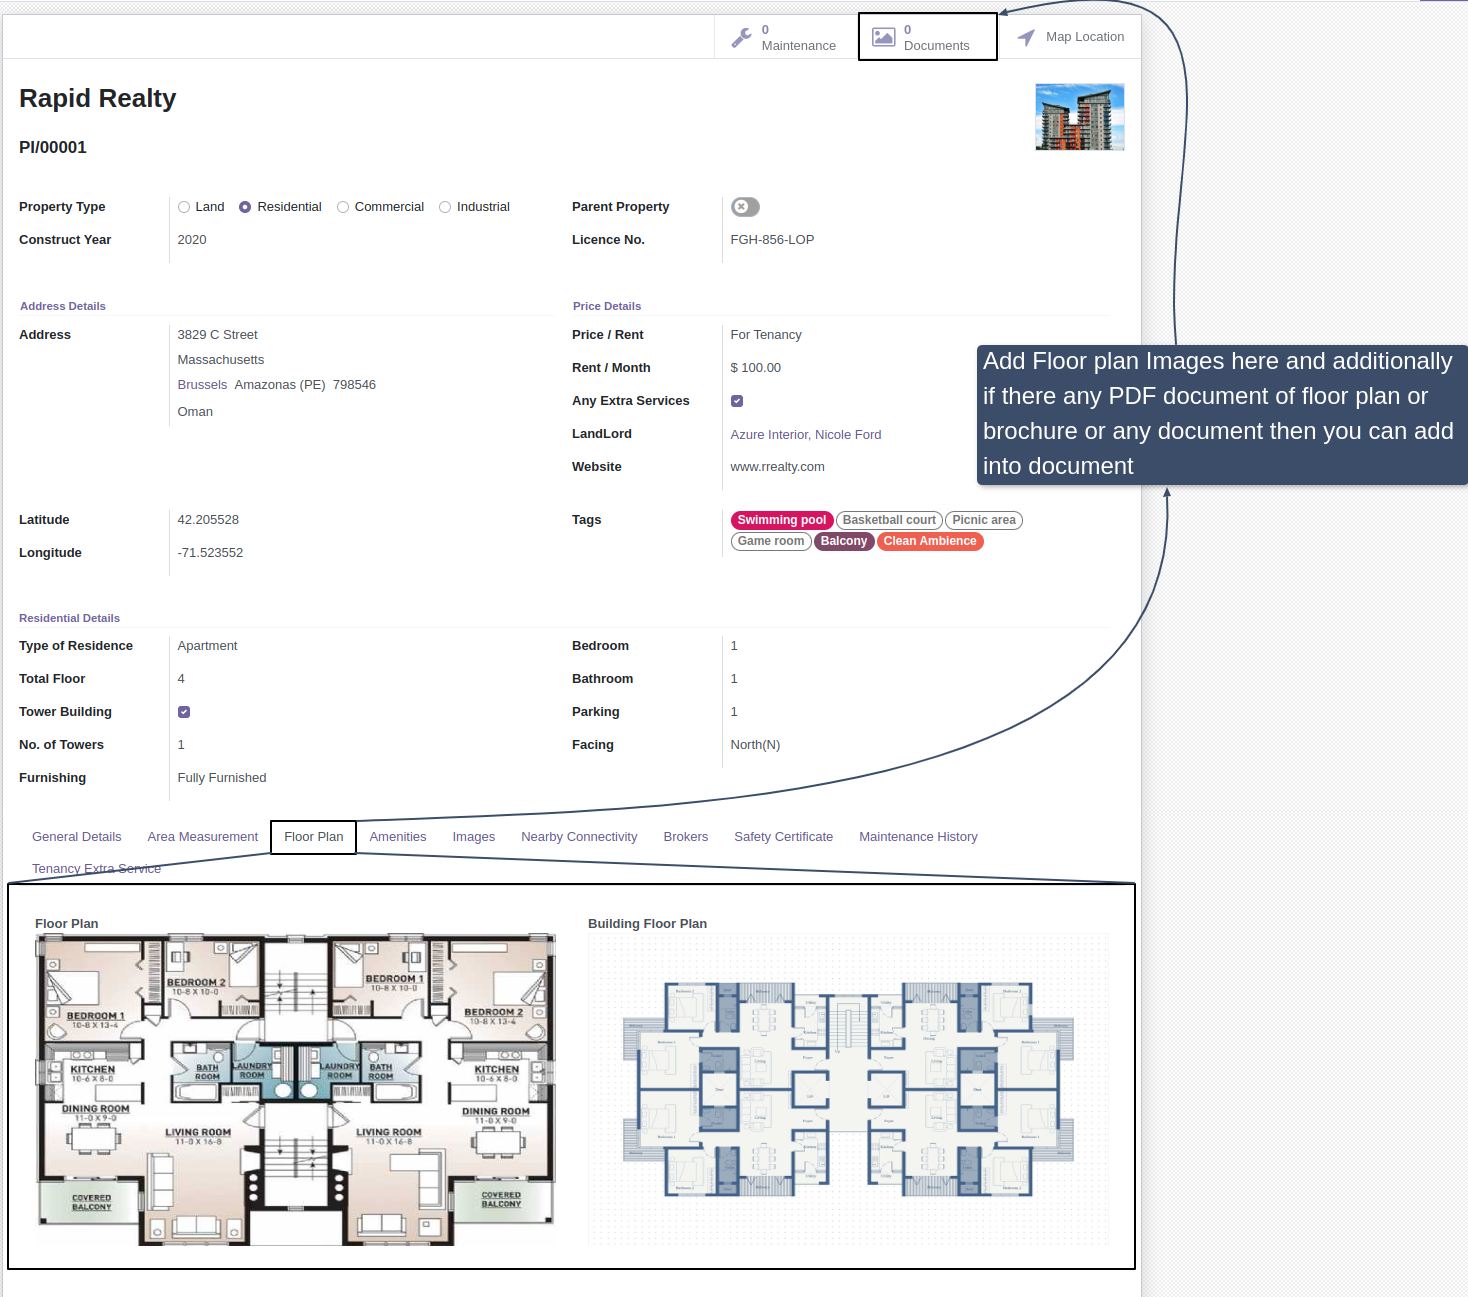 0
Maintenance
0
Documents
Map Location
Rapid Realty
PI/00001
Property Type
Land
Residential
Commercial
Industrial
Parent Property
Construct Year
2020
Licence No.
FGH-856-LOP
Address Details
Price Details
Address
3829 C Street
Massachusetts
Brussels Amazonas (PE) 798546
Oman
Price / Rent
For Tenancy
Rent / Month
$ 100.00
Any Extra Services
LandLord
Azure Interior, Nicole Ford
Website
www.rrealty.com
Add Floor plan Images here and additionally
if there any PDF document of floor plan or
brochure or any document then you can add
into document
Latitude
42.205528
Longitude
-71.523552
Tags
Swimming pool
Basketball court
Picnic area
Game room
Balcony
Clean Ambience
Residential Details
Type of Residence
Apartment
Bedroom
1
Total Floor
4
Bathroom
1
Tower Building
Parking
1
No. of Towers
1
Facing
North(N)
Furnishing
Fully Furnished
General Details
Area Measurement
Floor Plan
Amenities
Images
Nearby Connectivity
Brokers
Safety Certificate
Maintenance History
Tenancy Extra Service
Floor Plan
Building Floor Plan
BEDROOM 2
10-8 X 10-0
BEDROOM 1
10-8 X 10-0
BEDROOM 1
10-8 X 13-4
BEDROOM 2
10-8 X 13-4
KITCHEN
10-6 X 8-0
BATH
ROOM
LAUNDRY
ROOM
LAUNDRY
ROOM
BATH
ROOM
KITCHEN
10-6 X 8-0
DINING ROOM
11-0 X 9-0
DINING ROOM
11-0 X 9-0
LIVING ROOM
11-0 X 16-8
LIVING ROOM
11-0 X 16-8
COVERED
BALCONY
COVERED
BALCONY